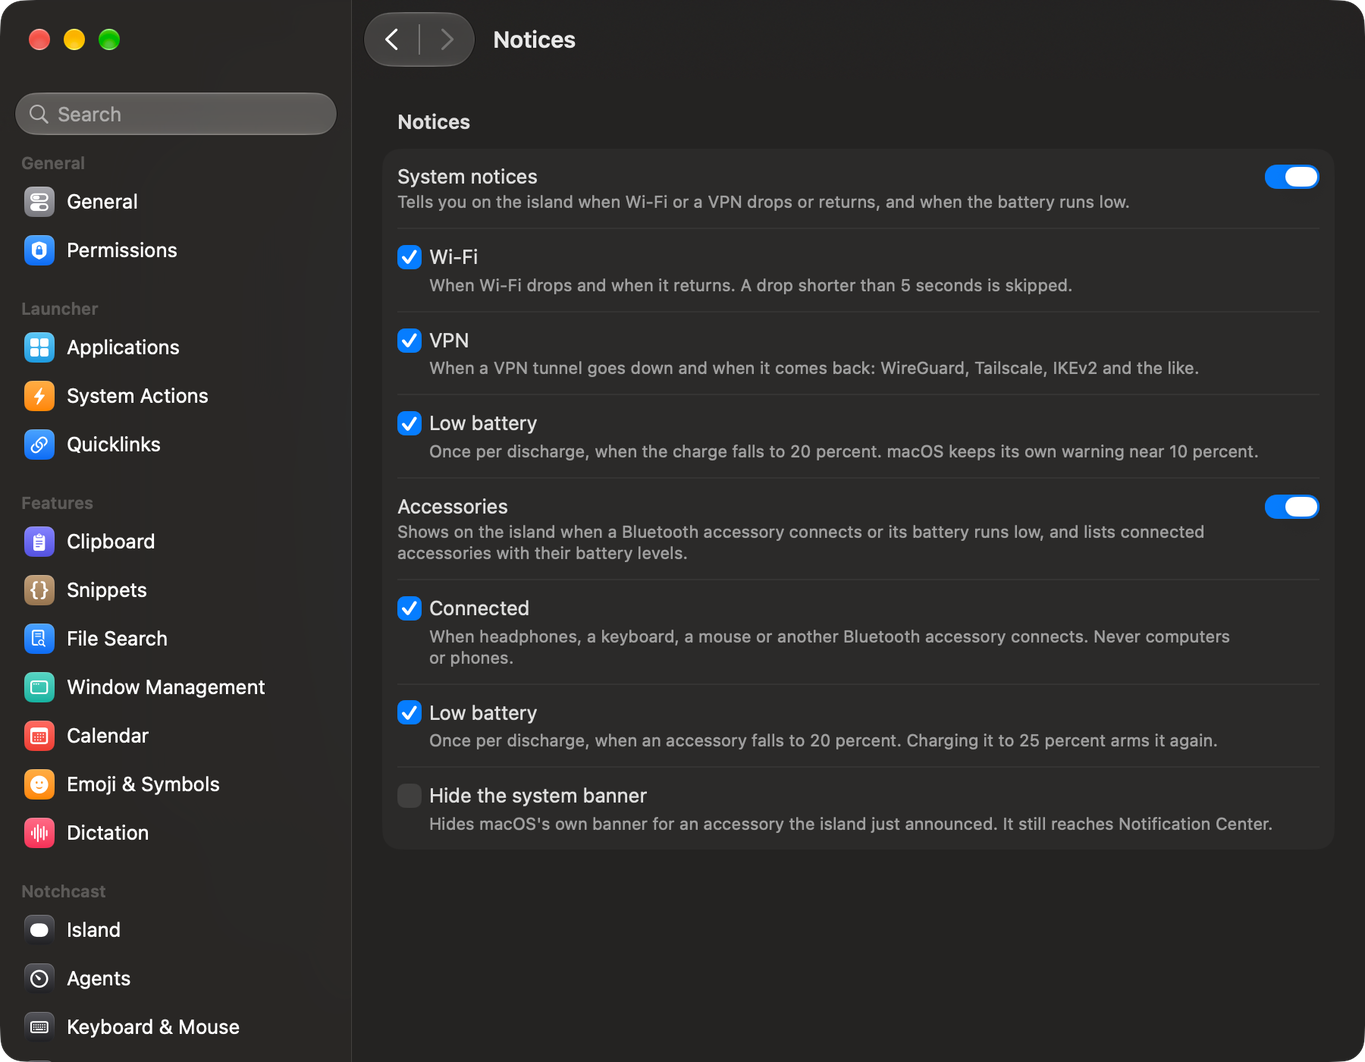 Notices
Search
General
General
Permissions
Launcher
Applications
System Actions
Quicklinks
Features
Clipboard
Snippets
File Search
Window Management
Calendar
Emoji & Symbols
Dictation
Notchcast
Island
Agents
Keyboard & Mouse
Notices
System notices
Tells you on the island when Wi-Fi or a VPN drops or returns, and when the battery runs low.
Wi-Fi
When Wi-Fi drops and when it returns. A drop shorter than 5 seconds is skipped.
VPN
When a VPN tunnel goes down and when it comes back: WireGuard, Tailscale, IKEv2 and the like.
Low battery
Once per discharge, when the charge falls to 20 percent. macOS keeps its own warning near 10 percent.
Accessories
Shows on the island when a Bluetooth accessory connects or its battery runs low, and lists connected
accessories with their battery levels.
Connected
When headphones, a keyboard, a mouse or another Bluetooth accessory connects. Never computers
or phones.
Low battery
Once per discharge, when an accessory falls to 20 percent. Charging it to 25 percent arms it again.
Hide the system banner
Hides macOS's own banner for an accessory the island just announced. It still reaches Notification Center.